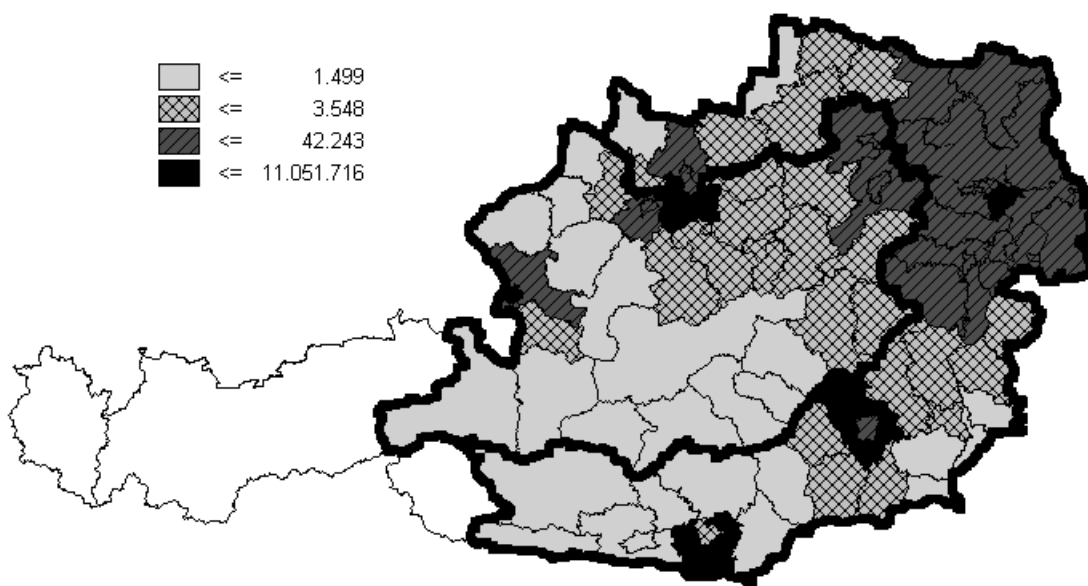 <= 1.499
<= 3.548
<= 42.243
<= 11.051.716